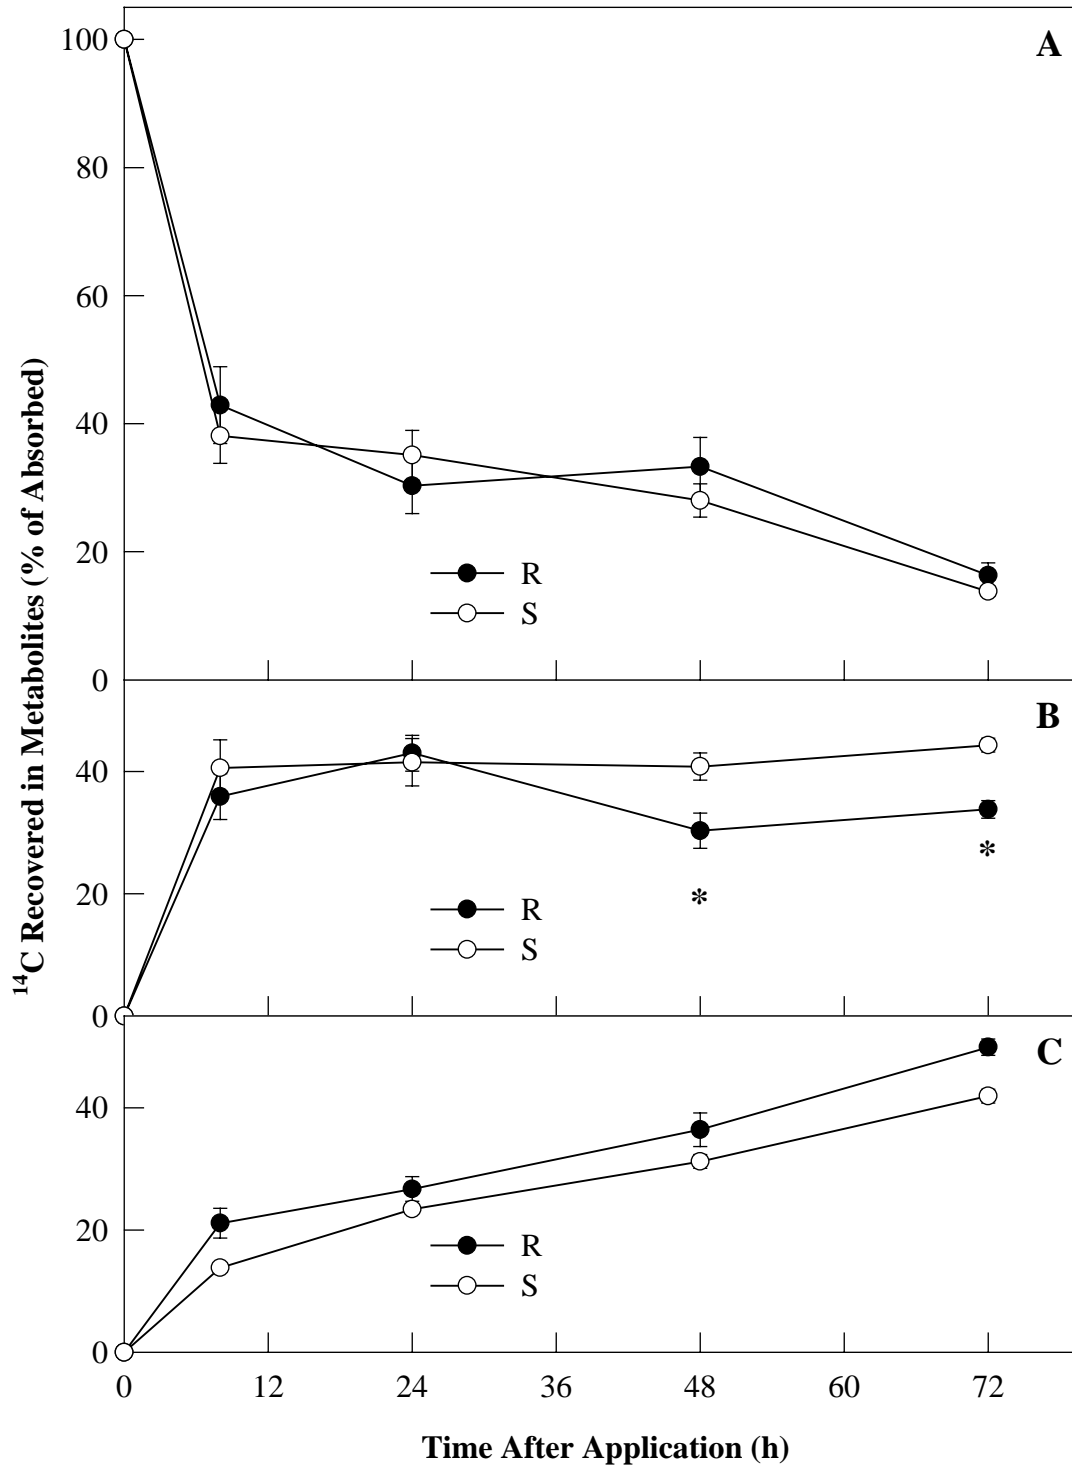 100
A
80
60
40
20
0
R
S
B
40
20
0
*
*
R
S
C
40
20
0
R
S
0 12 24 36 48 60 72
Time After Application (h)
¹⁴C Recovered in Metabolites (% of Absorbed)